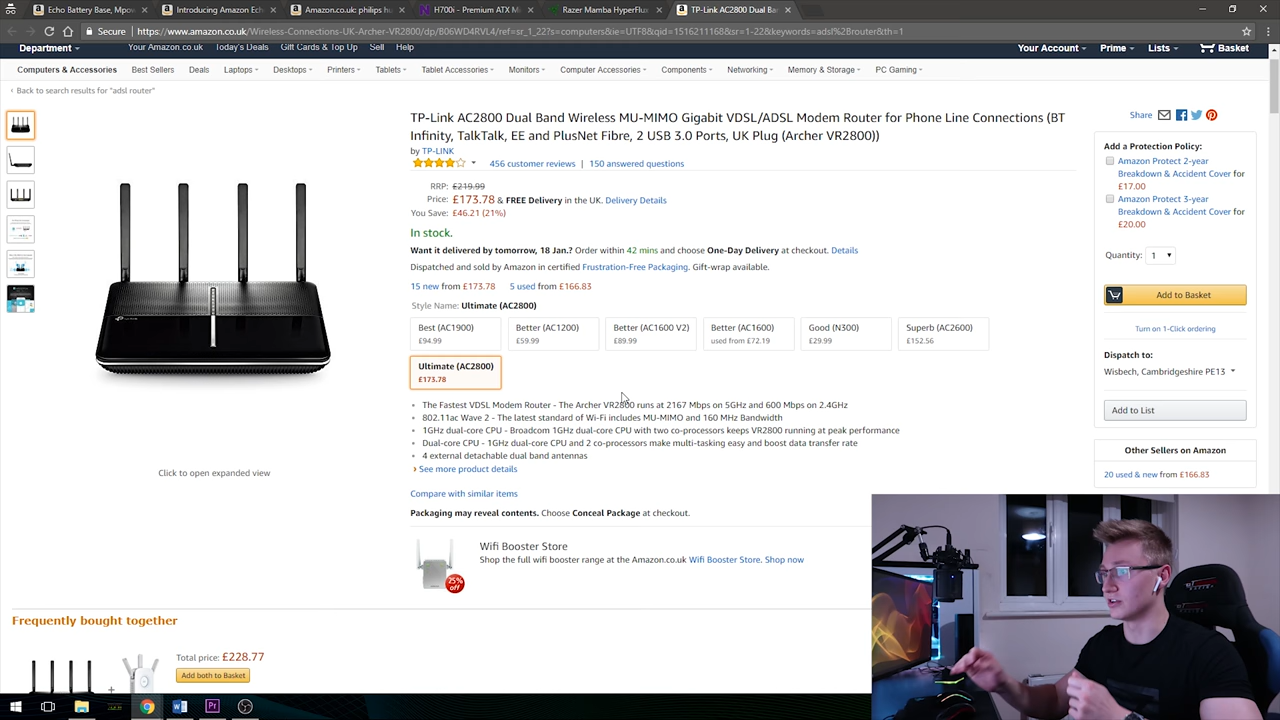 Echo Battery Base, Mpow
Introducing Amazon Ech
Amazon.co.uk: philips hu
H700i - Premium ATX M
Razer Mamba HyperFlux
TP-Link AC2800 Dual Ban
Secure https://www.amazon.co.uk/Wireless-Connections-UK-Archer-VR2800/dp/B06WD4RVL4/ref=sr_1_22?s=computers&ie=UTF8&qid=1516211168&sr=1-22&keywords=adsl%2Brouter&th=1
Department
Your Amazon.co.uk Today's Deals Gift Cards & Top Up Sell Help
Your Account Prime Lists Basket
Computers & Accessories Best Sellers Deals Laptops Desktops Printers Tablets Tablet Accessories Monitors Computer Accessories Components Networking Memory & Storage PC Gaming
‹ Back to search results for "adsl router"
TP-Link AC2800 Dual Band Wireless MU-MIMO Gigabit VDSL/ADSL Modem Router for Phone Line Connections (BT
Infinity, TalkTalk, EE and PlusNet Fibre, 2 USB 3.0 Ports, UK Plug (Archer VR2800))
by TP-LINK
456 customer reviews | 150 answered questions
RRP: £219.99
Price: £173.78 & FREE Delivery in the UK. Delivery Details
You Save: £46.21 (21%)
In stock.
Want it delivered by tomorrow, 18 Jan.? Order within 42 mins and choose One-Day Delivery at checkout. Details
Dispatched and sold by Amazon in certified Frustration-Free Packaging. Gift-wrap available.
15 new from £173.78 5 used from £166.83
Style Name: Ultimate (AC2800)
Best (AC1900)
£94.99
Better (AC1200)
£59.99
Better (AC1600 V2)
£89.99
Better (AC1600)
used from £72.19
Good (N300)
£29.99
Superb (AC2600)
£152.56
Ultimate (AC2800)
£173.78
• The Fastest VDSL Modem Router - The Archer VR2800 runs at 2167 Mbps on 5GHz and 600 Mbps on 2.4GHz
• 802.11ac Wave 2 - The latest standard of Wi-Fi includes MU-MIMO and 160 MHz Bandwidth
• 1GHz dual-core CPU - Broadcom 1GHz dual-core CPU with two co-processors keeps VR2800 running at peak performance
• Dual-core CPU - 1GHz dual-core CPU and 2 co-processors make multi-tasking easy and boost data transfer rate
• 4 external detachable dual band antennas
› See more product details
Compare with similar items
Packaging may reveal contents. Choose Conceal Package at checkout.
Click to open expanded view
Wifi Booster Store
Shop the full wifi booster range at the Amazon.co.uk Wifi Booster Store. Shop now
25%
off
Frequently bought together
Total price: £228.77
Add both to Basket
+
Share
Add a Protection Policy:
Amazon Protect 2-year
Breakdown & Accident Cover for
£17.00
Amazon Protect 3-year
Breakdown & Accident Cover for
£20.00
Quantity: 1
Add to Basket
Turn on 1-Click ordering
Dispatch to:
Wisbech, Cambridgeshire PE13
Add to List
Other Sellers on Amazon
20 used & new from £166.83